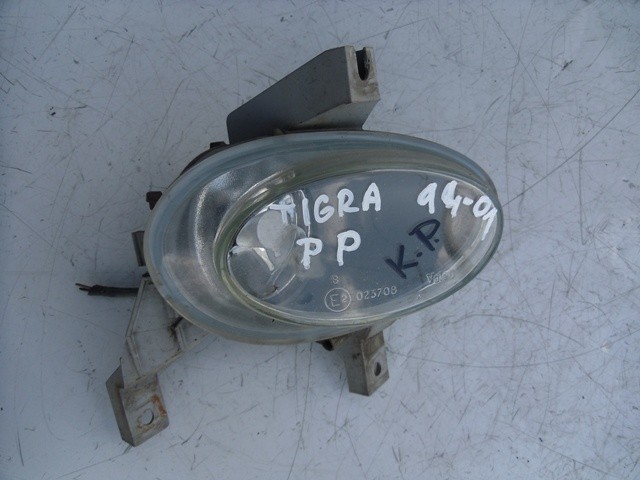 TIGRA 94-01
PP
K.P.
B
E2 023708